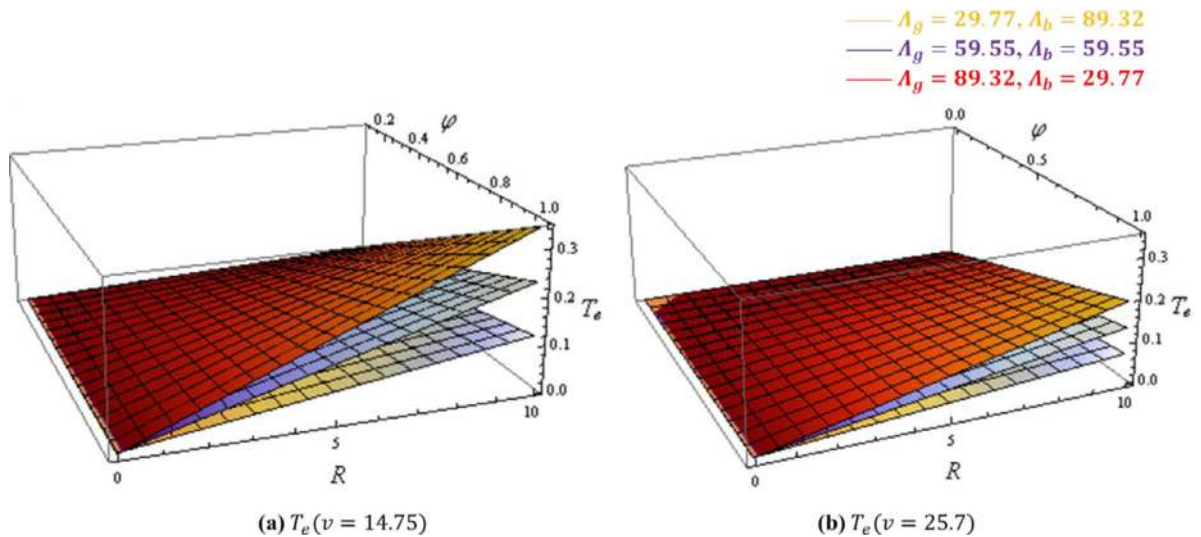 Λg = 29.77, Λb = 89.32
Λg = 59.55, Λb = 59.55
Λg = 89.32, Λb = 29.77
φ
0.2
0.4
0.6
0.8
1.0
0.3
0.2
0.1
0.0
Te
0
5
10
R
(a) Te(v = 14.75)
φ
0.0
0.5
1.0
0.3
0.2
0.1
0.0
Te
0
5
10
R
(b) Te(v = 25.7)